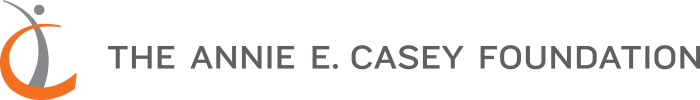 THE ANNIE E. CASEY FOUNDATION